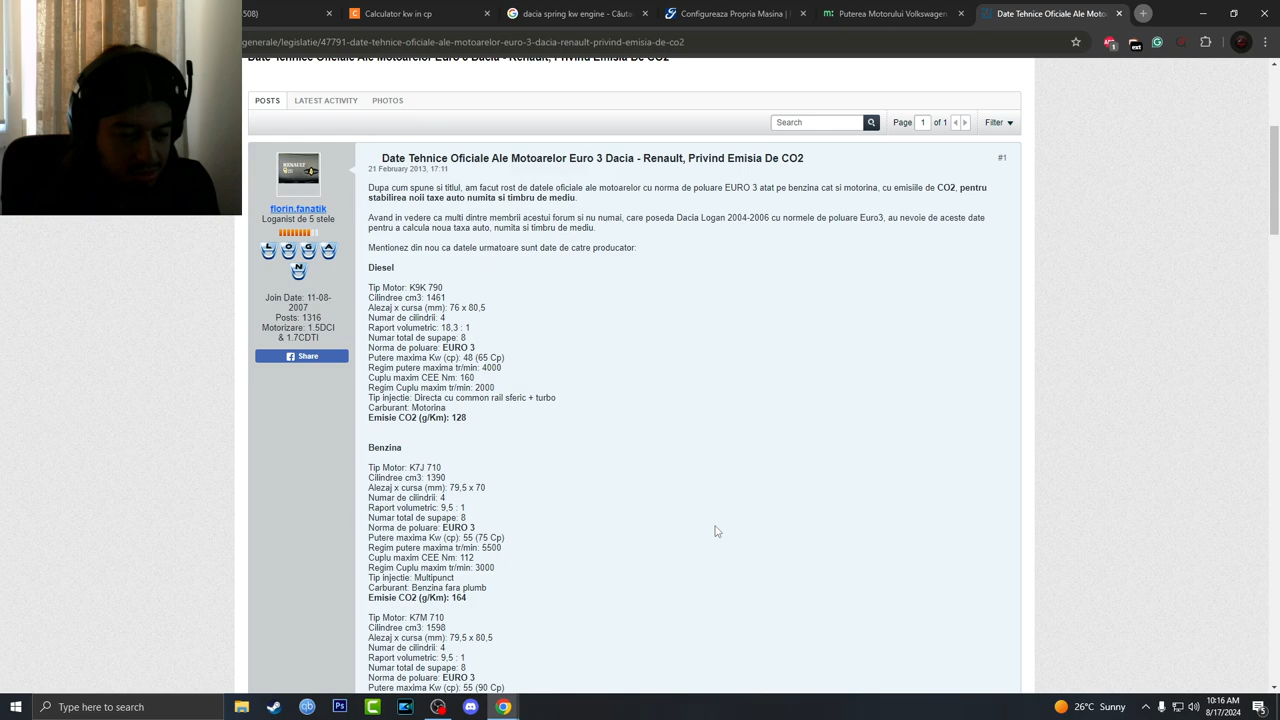 508)
Calculator kw in cp
dacia spring kw engine - Căuta
Configureaza Masina
Puterea Motorului Volkswagen
Date Tehnice Oficiale Ale Moto
generale/legislatie/47791-date-tehnice-oficiale-ale-motoarelor-euro-3-dacia-renault-privind-emisia-de-co2
Date Tehnice Oficiale Ale Motoarelor Euro 3 Dacia - Renault, Privind Emisia De CO2
POSTS
LATEST ACTIVITY
PHOTOS
Search
Page 1 of 1
Filter
Date Tehnice Oficiale Ale Motoarelor Euro 3 Dacia - Renault, Privind Emisia De CO2
#1
21 February 2013, 17:11
florin.fanatik
Loganist de 5 stele
L O G A
N
Join Date: 11-08-
2007
Posts: 1316
Motorizare: 1.5DCI
& 1.7CDTI
Share
Dupa cum spune si titlul, am facut rost de datele oficiale ale motoarelor cu norma de poluare EURO 3 atat pe benzina cat si motorina, cu emisiile de CO2, pentru
stabilirea noii taxe auto numita si timbru de mediu.
Avand in vedere ca multi dintre membrii acestui forum si nu numai, care poseda Dacia Logan 2004-2006 cu normele de poluare Euro3, au nevoie de aceste date
pentru a calcula noua taxa auto, numita si timbru de mediu.
Mentionez din nou ca datele urmatoare sunt date de catre producator:
Diesel
Tip Motor: K9K 790
Cilindree cm3: 1461
Alezaj x cursa (mm): 76 x 80,5
Numar de cilindrii: 4
Raport volumetric: 18,3 : 1
Numar total de supape: 8
Norma de poluare: EURO 3
Putere maxima Kw (cp): 48 (65 Cp)
Regim putere maxima tr/min: 4000
Cuplu maxim CEE Nm: 160
Regim Cuplu maxim tr/min: 2000
Tip injectie: Directa cu common rail sferic + turbo
Carburant: Motorina
Emisie CO2 (g/Km): 128
Benzina
Tip Motor: K7J 710
Cilindree cm3: 1390
Alezaj x cursa (mm): 79,5 x 70
Numar de cilindrii: 4
Raport volumetric: 9,5 : 1
Numar total de supape: 8
Norma de poluare: EURO 3
Putere maxima Kw (cp): 55 (75 Cp)
Regim putere maxima tr/min: 5500
Cuplu maxim CEE Nm: 112
Regim Cuplu maxim tr/min: 3000
Tip injectie: Multipunct
Carburant: Benzina fara plumb
Emisie CO2 (g/Km): 164
Tip Motor: K7M 710
Cilindree cm3: 1598
Alezaj x cursa (mm): 79,5 x 80,5
Numar de cilindrii: 4
Raport volumetric: 9,5 : 1
Numar total de supape: 8
Norma de poluare: EURO 3
Putere maxima Kw (cp): 55 (90 Cp)
Type here to search
26°C Sunny
10:16 AM
8/17/2024